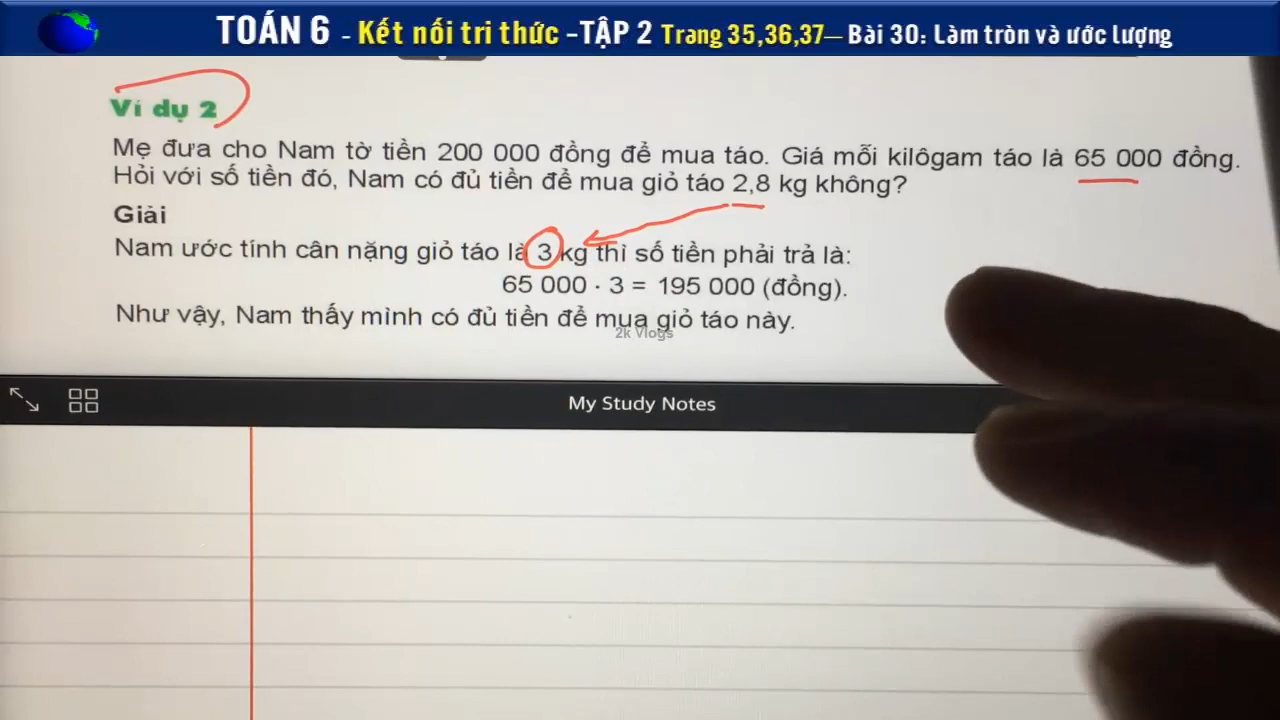 TOÁN 6 - Kết nối tri thức -TẬP 2 Trang 35,36,37– Bài 30: Làm tròn và ước lượng
Ví dụ 2
Mẹ đưa cho Nam tờ tiền 200 000 đồng để mua táo. Giá mỗi kilôgam táo là 65 000 đồng.
Hỏi với số tiền đó, Nam có đủ tiền để mua giỏ táo 2,8 kg không?
Giải
Nam ước tính cân nặng giỏ táo là 3 kg thì số tiền phải trả là:
65 000 · 3 = 195 000 (đồng).
Như vậy, Nam thấy mình có đủ tiền để mua giỏ táo này.
2k Vlogs
My Study Notes